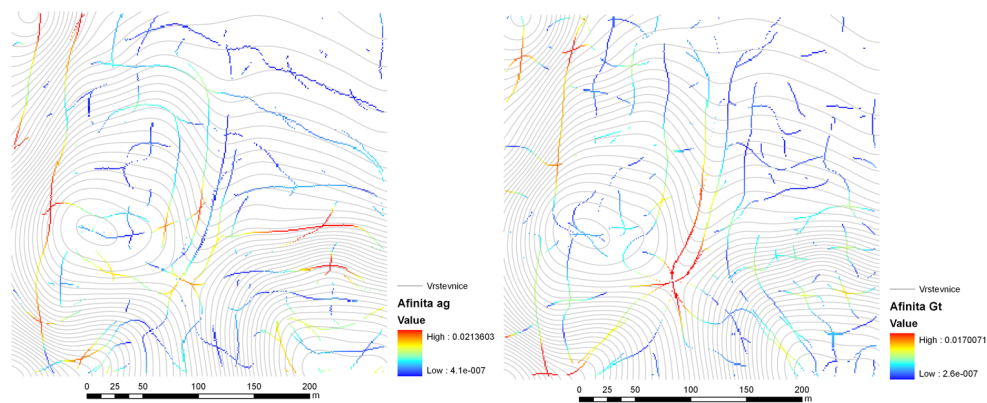 Vrstevnice
Afinita ag
Value
High : 0.0213603
Low : 4.1e-007
0 25 50 100 150 200
m
Vrstevnice
Afinita Gt
Value
High : 0.0170071
Low : 2.6e-007
0 25 50 100 150 200
m